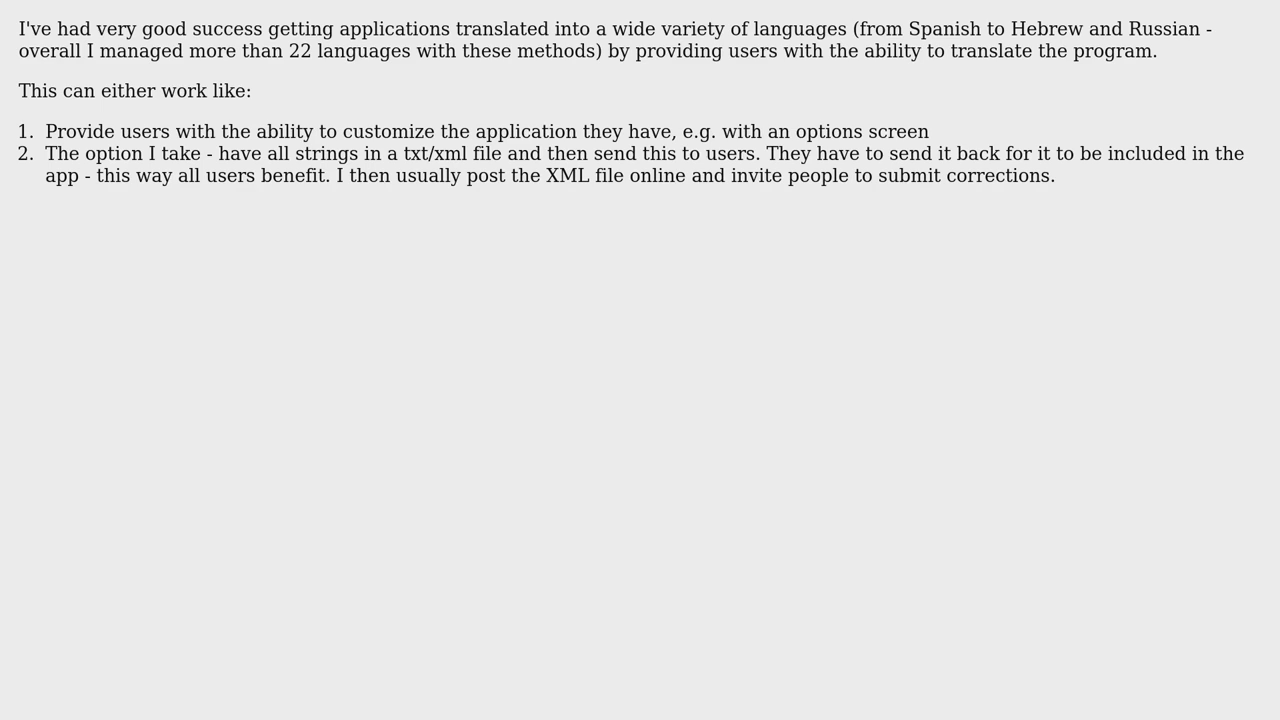 I've had very good success getting applications translated into a wide variety of languages (from Spanish to Hebrew and Russian -
overall I managed more than 22 languages with these methods) by providing users with the ability to translate the program.
This can either work like:
1. Provide users with the ability to customize the application they have, e.g. with an options screen
2. The option I take - have all strings in a txt/xml file and then send this to users. They have to send it back for it to be included in the
app - this way all users benefit. I then usually post the XML file online and invite people to submit corrections.